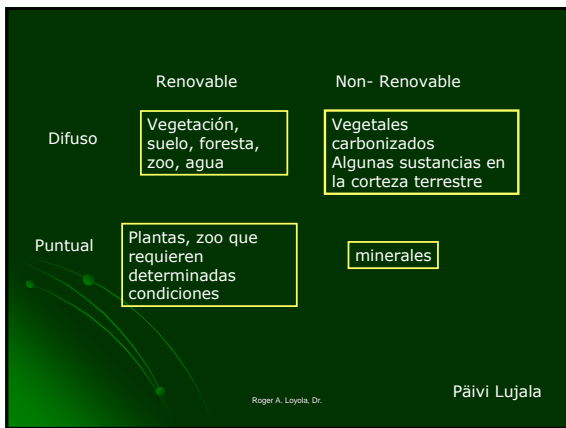 Renovable
Non- Renovable
Difuso
Vegetación,
suelo, foresta,
zoo, agua
Vegetales
carbonizados
Algunas sustancias en
la corteza terrestre
Puntual
Plantas, zoo que
requieren
determinadas
condiciones
minerales
Roger A. Loyola, Dr.
Päivi Lujala